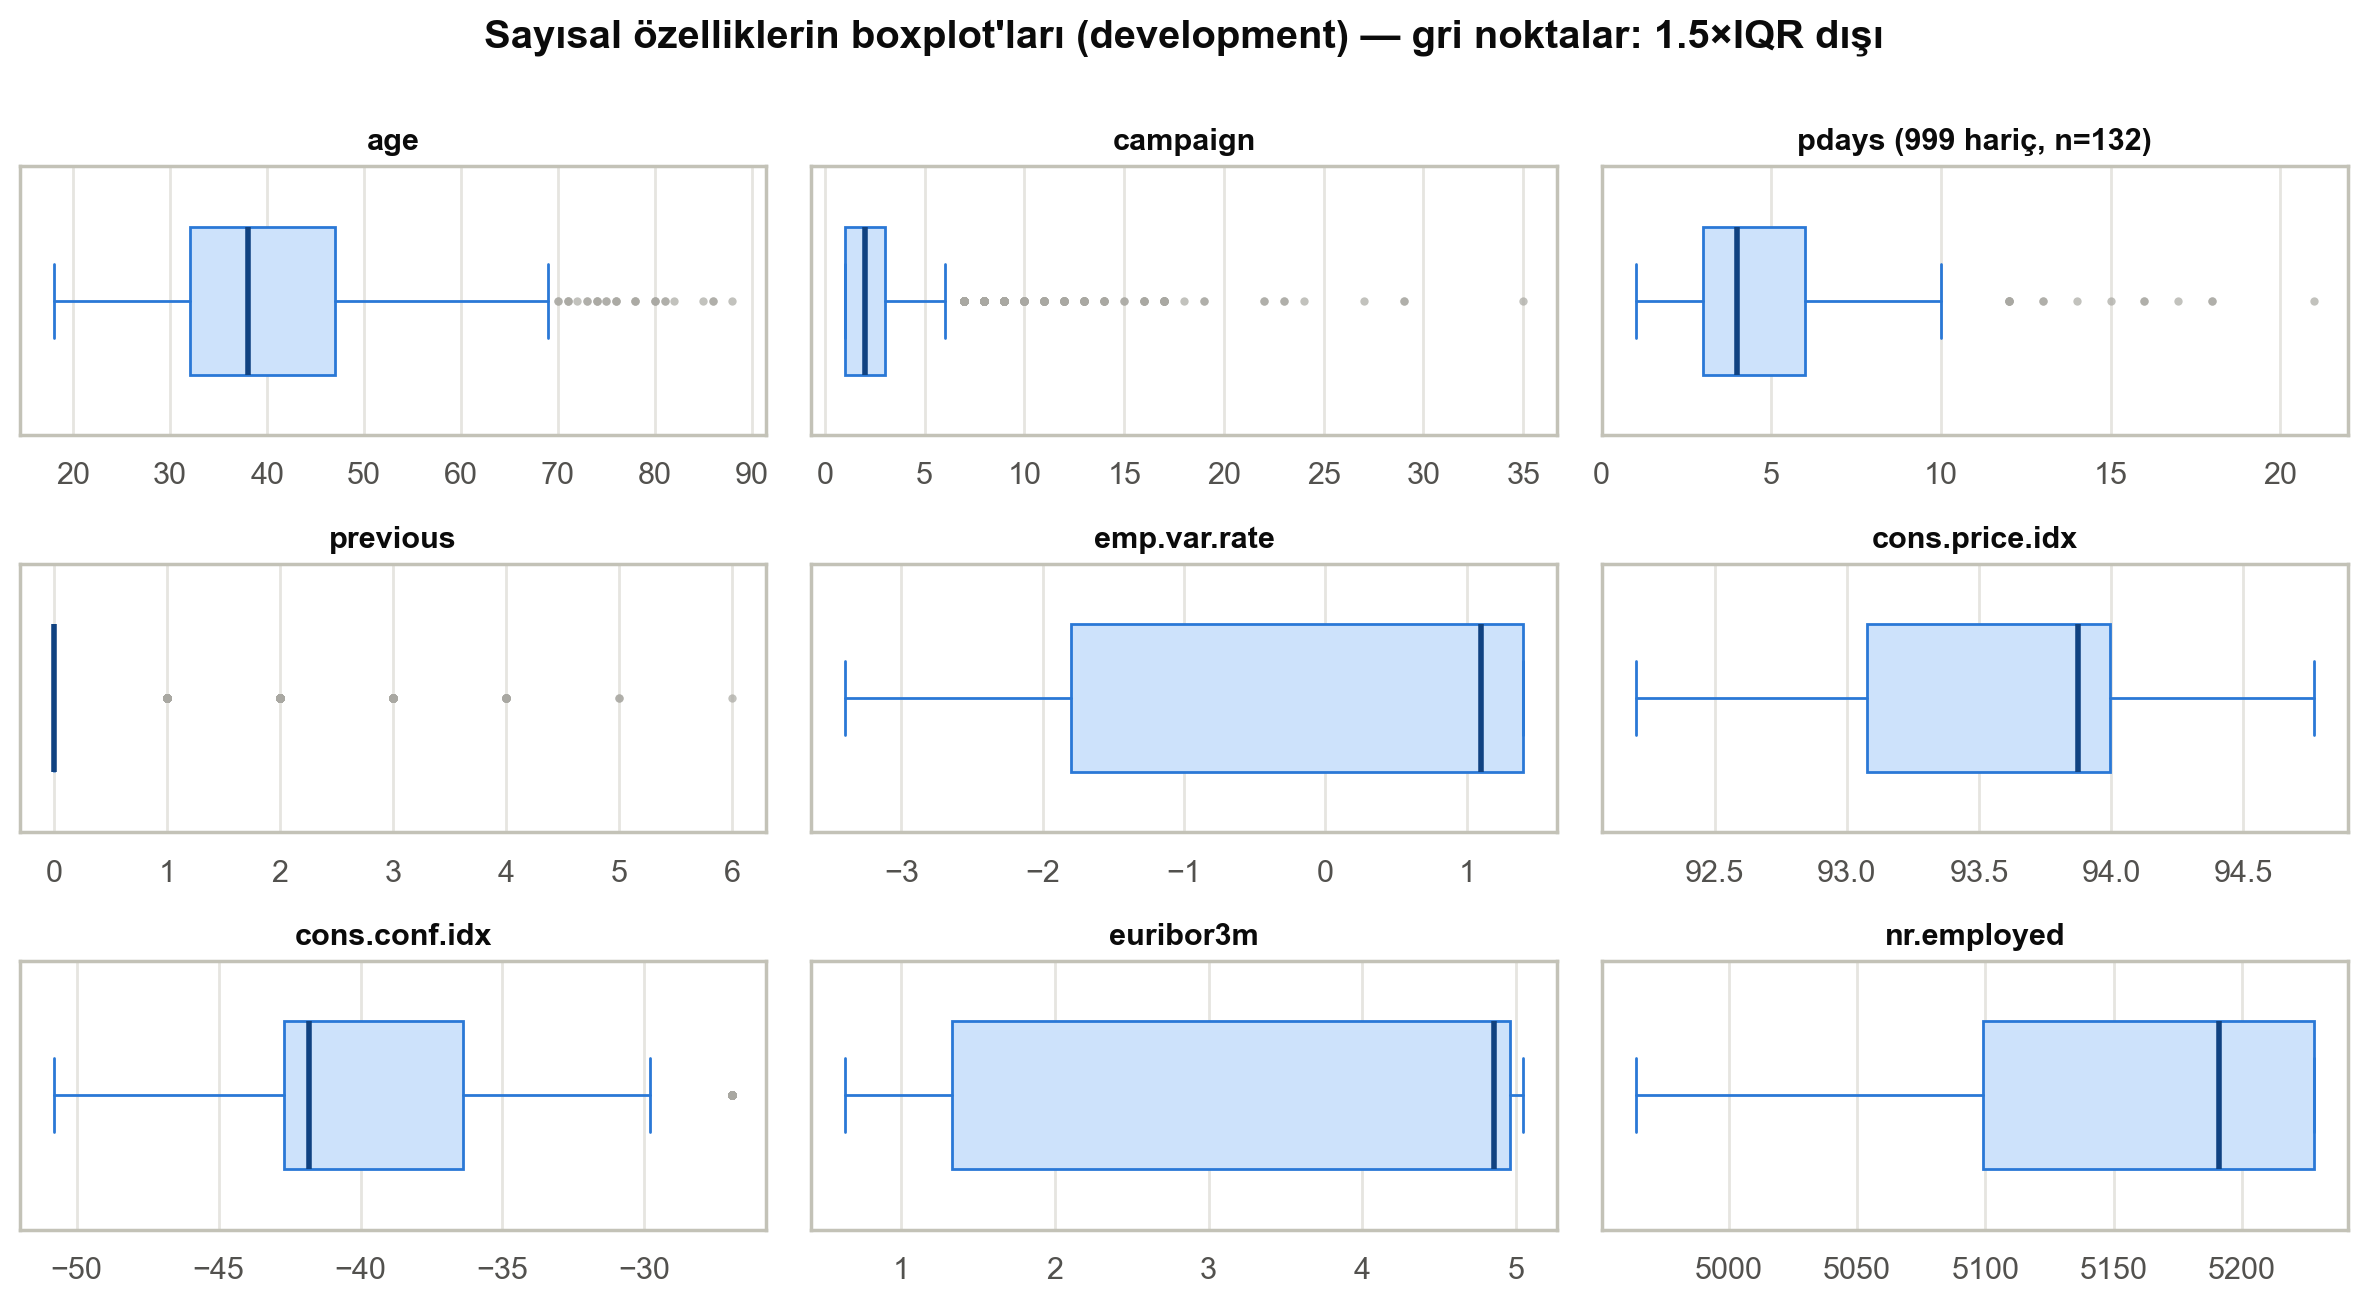 Sayısal özelliklerin boxplot'ları (development) — gri noktalar: 1.5×IQR dışı
age
campaign
pdays (999 hariç, n=132)
20 30 40 50 60 70 80 90
0 5 10 15 20 25 30 35
0 5 10 15 20
previous
emp.var.rate
cons.price.idx
0 1 2 3 4 5 6
−3 −2 −1 0 1
92.5 93.0 93.5 94.0 94.5
cons.conf.idx
euribor3m
nr.employed
−50 −45 −40 −35 −30
1 2 3 4 5
5000 5050 5100 5150 5200